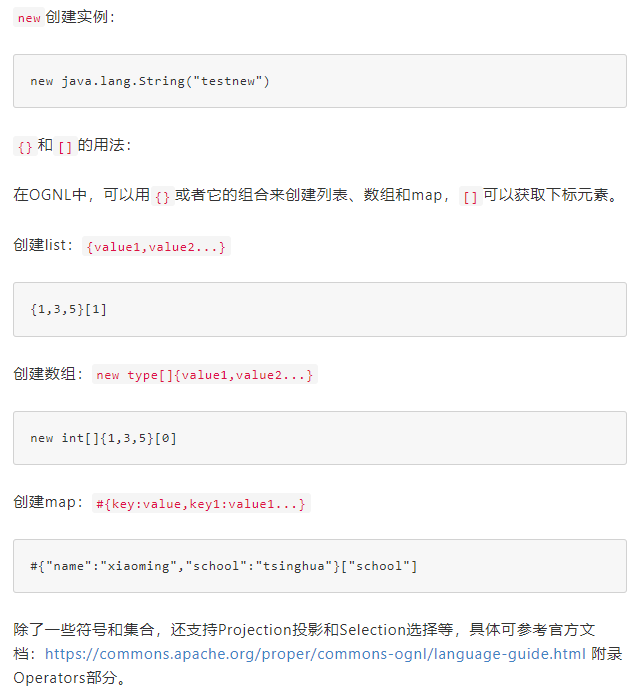 new 创建实例：
new java.lang.String("testnew")
{} 和 [] 的用法：
在OGNL中，可以用 {} 或者它的组合来创建列表、数组和map， [] 可以获取下标元素。
创建list： {value1,value2...}
{1,3,5}[1]
创建数组： new type[]{value1,value2...}
new int[]{1,3,5}[0]
创建map： #{key:value,key1:value1...}
#{"name":"xiaoming","school":"tsinghua"}["school"]
除了一些符号和集合，还支持Projection投影和Selection选择等，具体可参考官方文
档：https://commons.apache.org/proper/commons-ognl/language-guide.html 附录
Operators部分。